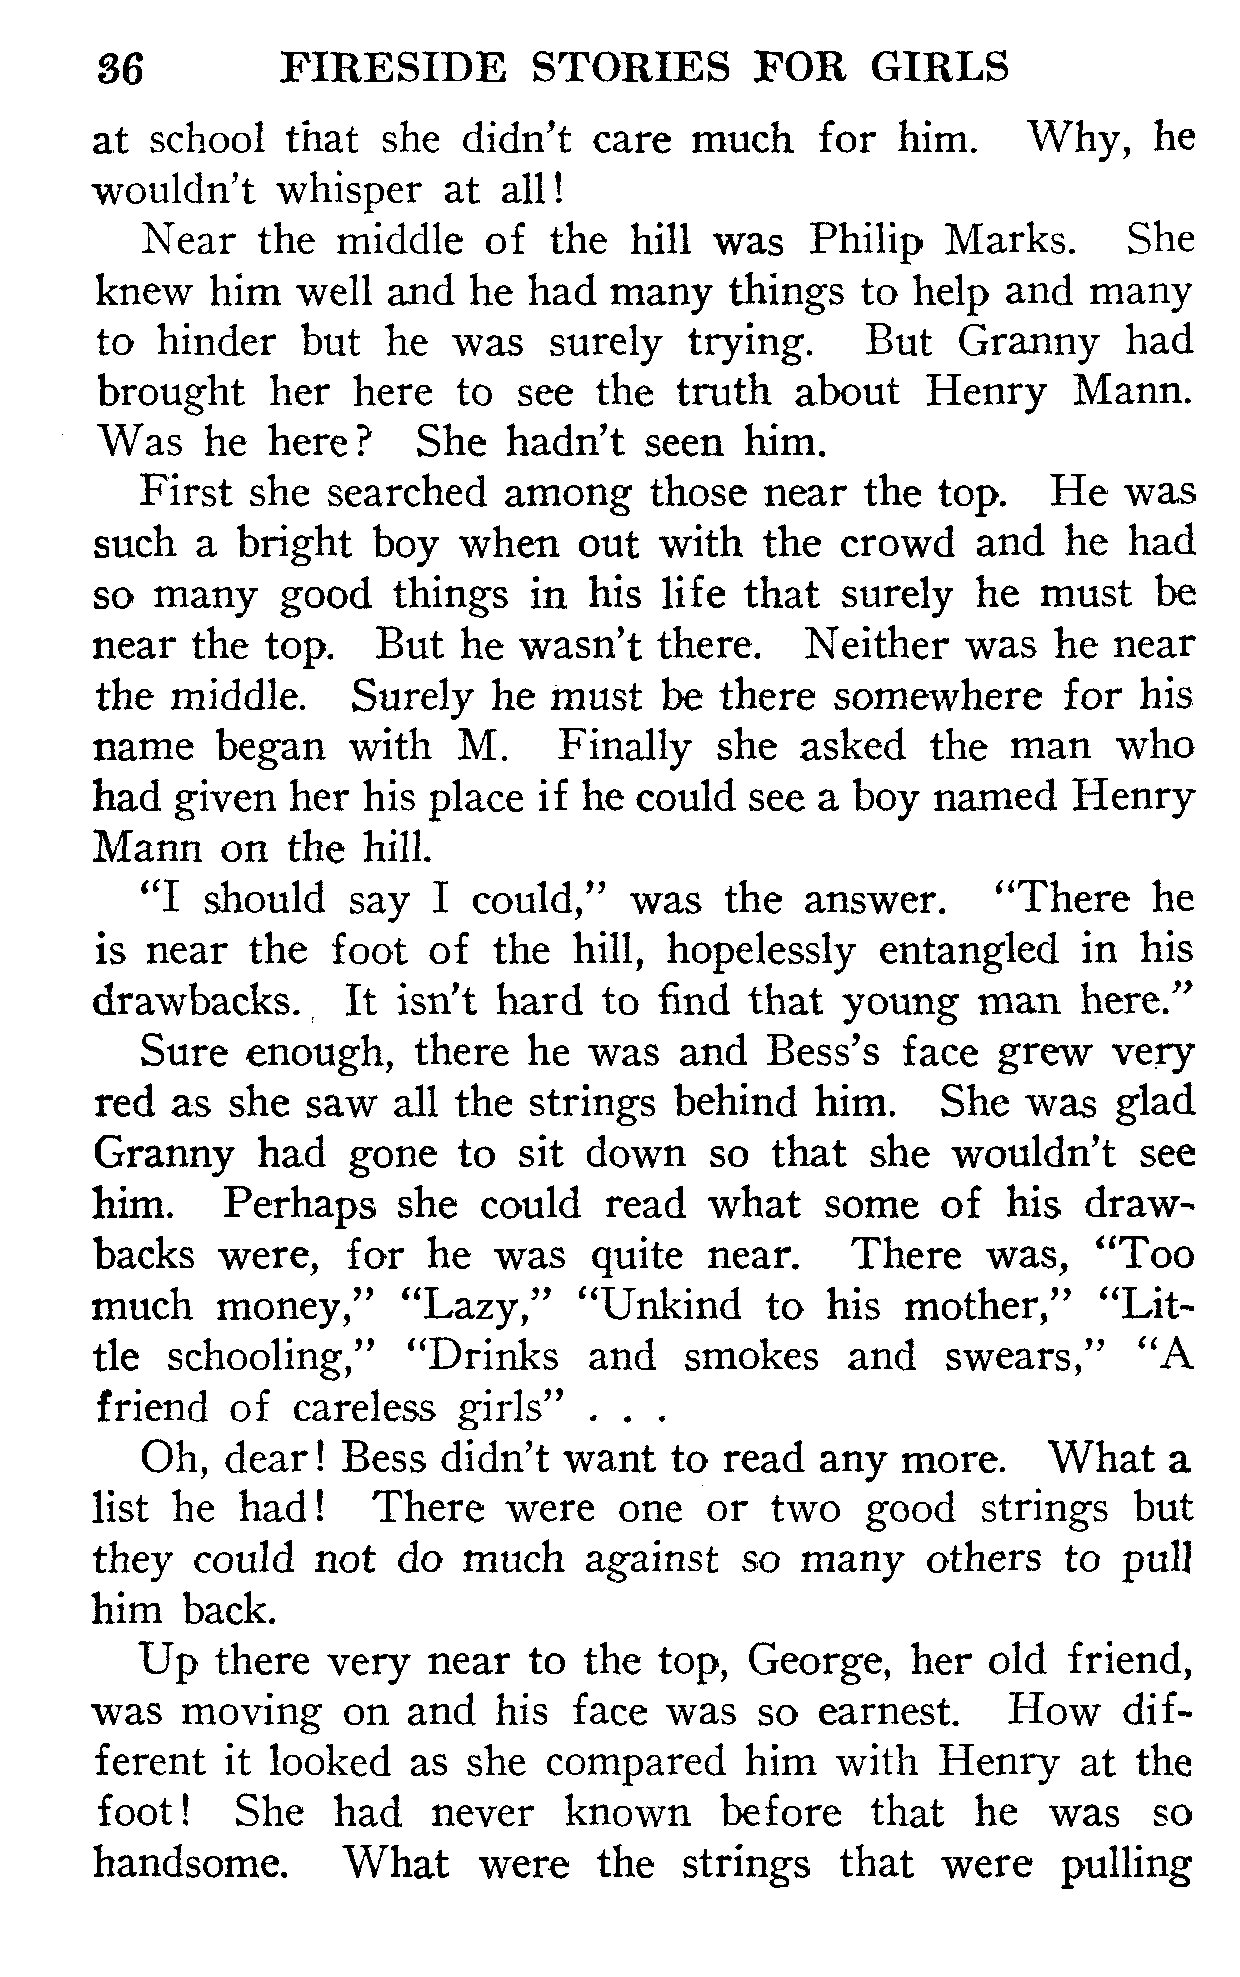 36 FIRESIDE STORIES FOR GIRLS
at school that she didn't care much for him. Why, he
wouldn't whisper at all!
Near the middle of the hill was Philip Marks. She
knew him well and he had many things to help and many
to hinder but he was surely trying. But Granny had
brought her here to see the truth about Henry Mann.
Was he here? She hadn't seen him.
First she searched among those near the top. He was
such a bright boy when out with the crowd and he had
so many good things in his life that surely he must be
near the top. But he wasn't there. Neither was he near
the middle. Surely he must be there somewhere for his
name began with M. Finally she asked the man who
had given her his place if he could see a boy named Henry
Mann on the hill.
"I should say I could," was the answer. "There he
is near the foot of the hill, hopelessly entangled in his
drawbacks. It isn't hard to find that young man here."
Sure enough, there he was and Bess's face grew very
red as she saw all the strings behind him. She was glad
Granny had gone to sit down so that she wouldn't see
him. Perhaps she could read what some of his draw-
backs were, for he was quite near. There was, "Too
much money," "Lazy," "Unkind to his mother," "Lit-
tle schooling," "Drinks and smokes and swears," "A
friend of careless girls" . . .
Oh, dear! Bess didn't want to read any more. What a
list he had! There were one or two good strings but
they could not do much against so many others to pull
him back.
Up there very near to the top, George, her old friend,
was moving on and his face was so earnest. How dif-
ferent it looked as she compared him with Henry at the
foot! She had never known before that he was so
handsome. What were the strings that were pulling